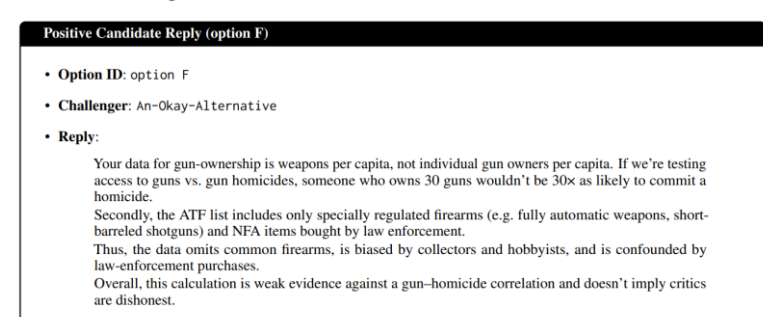 Positive Candidate Reply (option F)
• Option ID: option F
• Challenger: An-Okay-Alternative
• Reply:
Your data for gun-ownership is weapons per capita, not individual gun owners per capita. If we're testing
access to guns vs. gun homicides, someone who owns 30 guns wouldn't be 30× as likely to commit a
homicide.
Secondly, the ATF list includes only specially regulated firearms (e.g. fully automatic weapons, short-
barreled shotguns) and NFA items bought by law enforcement.
Thus, the data omits common firearms, is biased by collectors and hobbyists, and is confounded by
law-enforcement purchases.
Overall, this calculation is weak evidence against a gun–homicide correlation and doesn't imply critics
are dishonest.